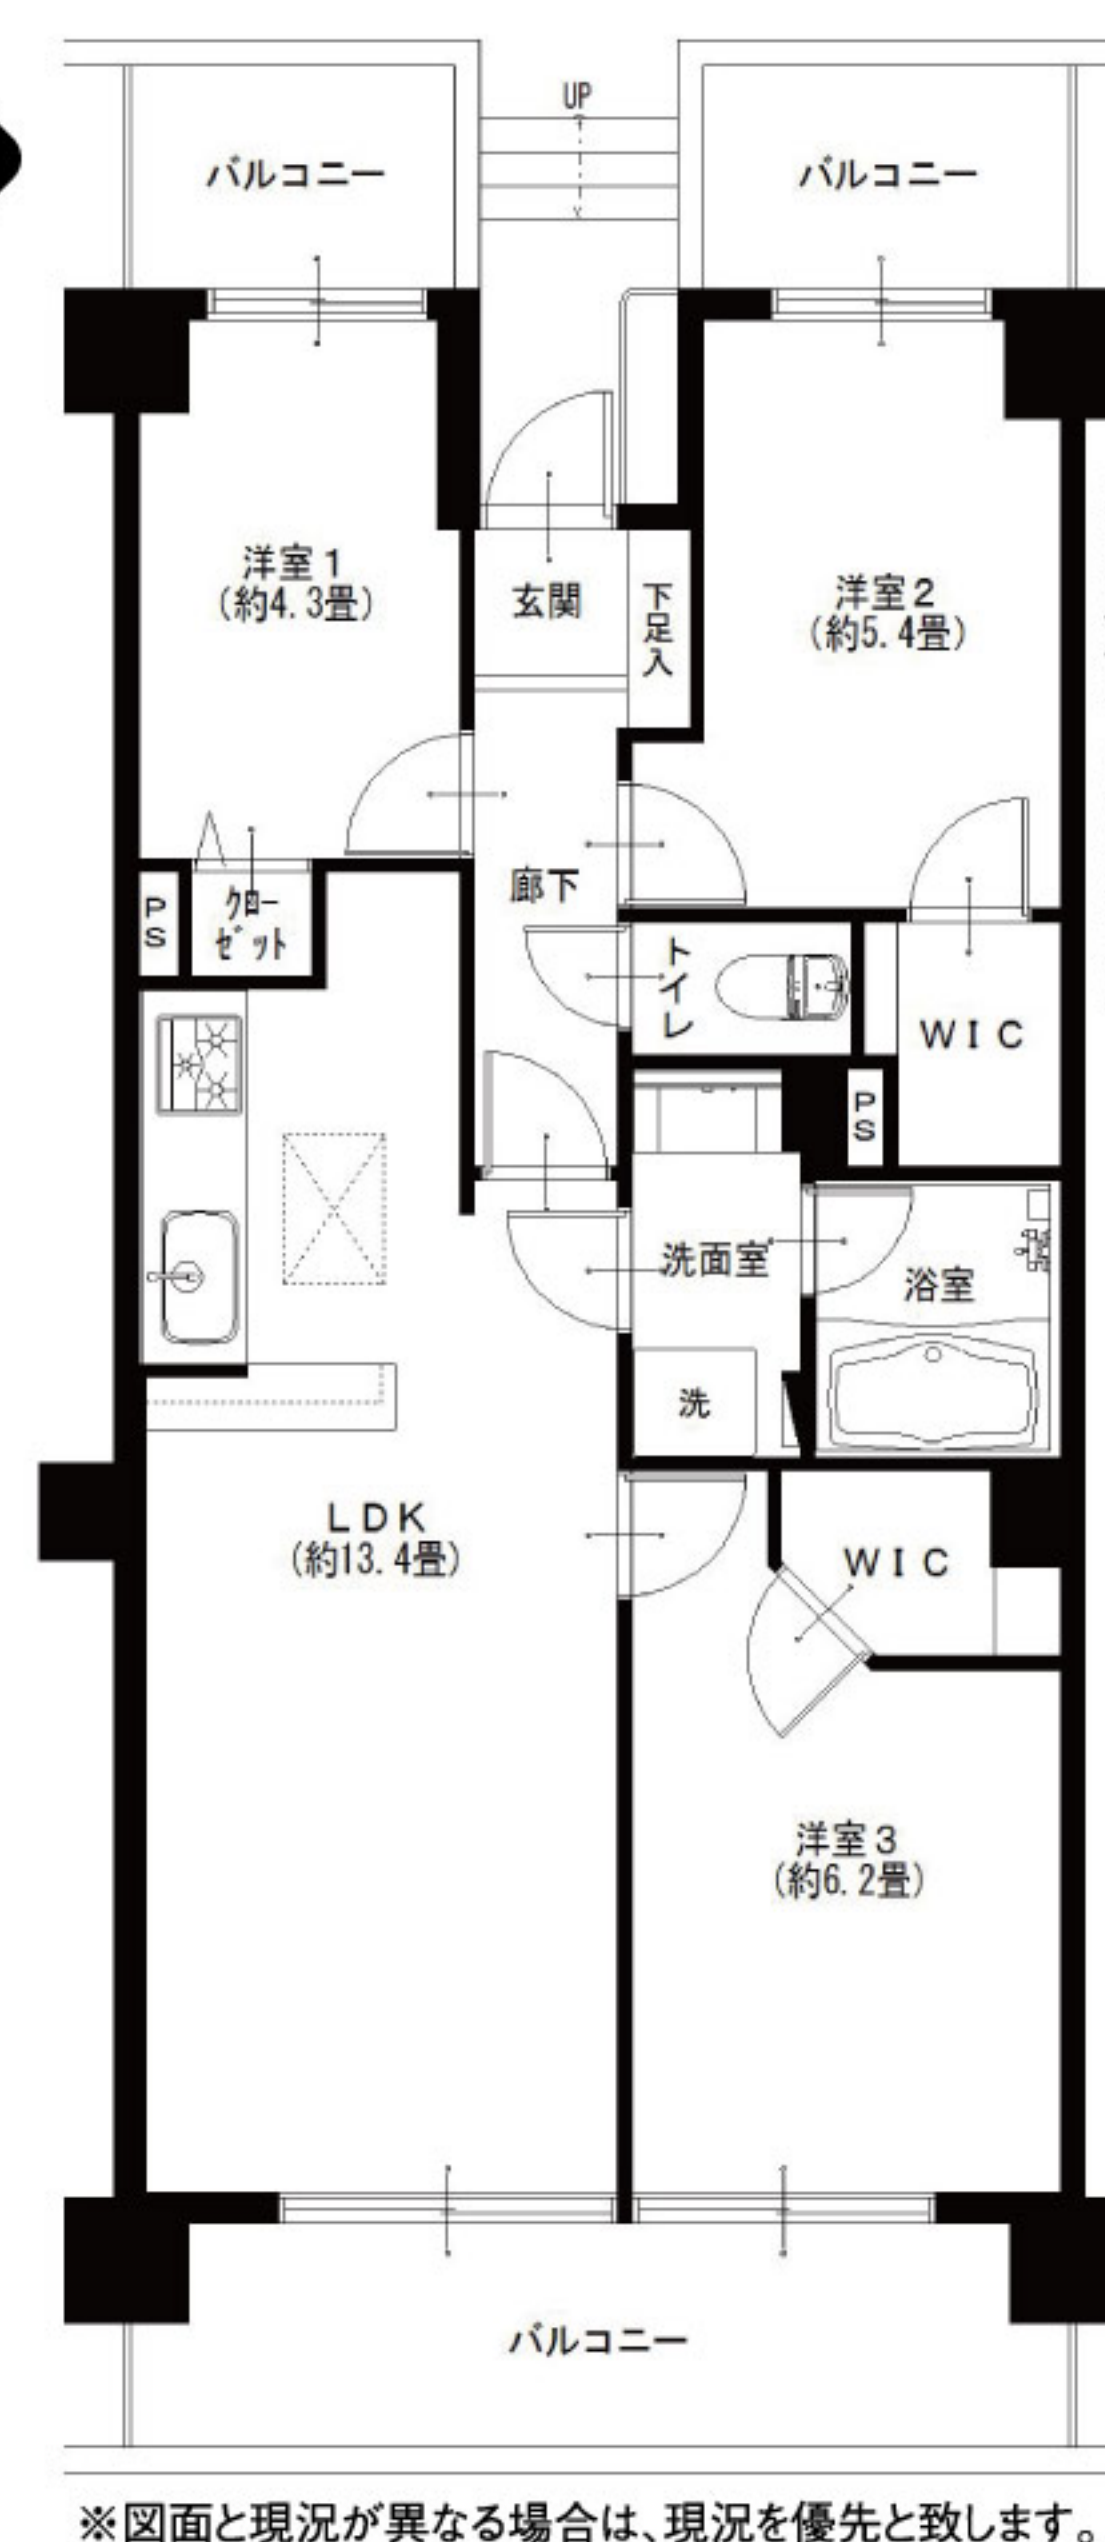 UP
バルコニー
バルコニー
洋室1
(約4.3畳)
玄関
下足入
洋室2
(約5.4畳)
廊下
PS
クロー
ゼット
トイレ
WIC
PS
洗面室
浴室
洗
LDK
(約13.4畳)
WIC
洋室3
(約6.2畳)
バルコニー
※図面と現況が異なる場合は、現況を優先と致します。